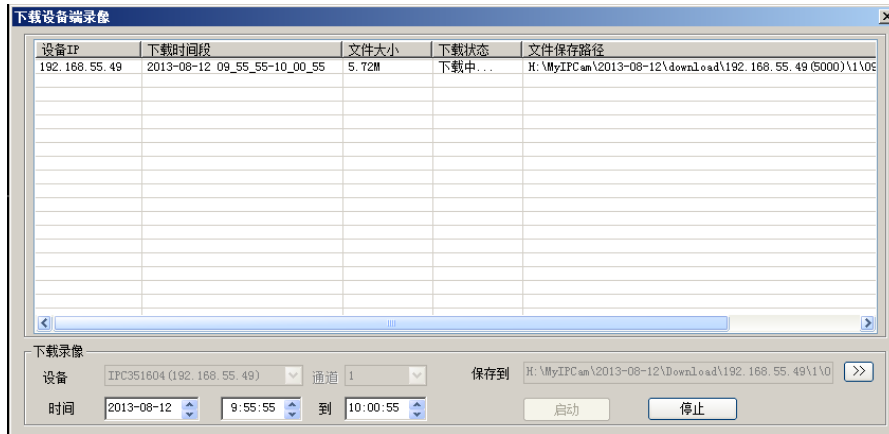 下载设备端录像
设备IP 下载时间段 文件大小 下载状态 文件保存路径
192.168.55.49 2013-08-12 09_55_55-10_00_55 5.72M 下载中... H:\MyIPCam\2013-08-12\download\192.168.55.49(5000)\1\09
下载录像
设备 IPC351604(192.168.55.49) 通道 1 保存到 H:\MyIPCam\2013-08-12\Download\192.168.55.49\1\0 >>
时间 2013-08-12 9:55:55 到 10:00:55 启动 停止